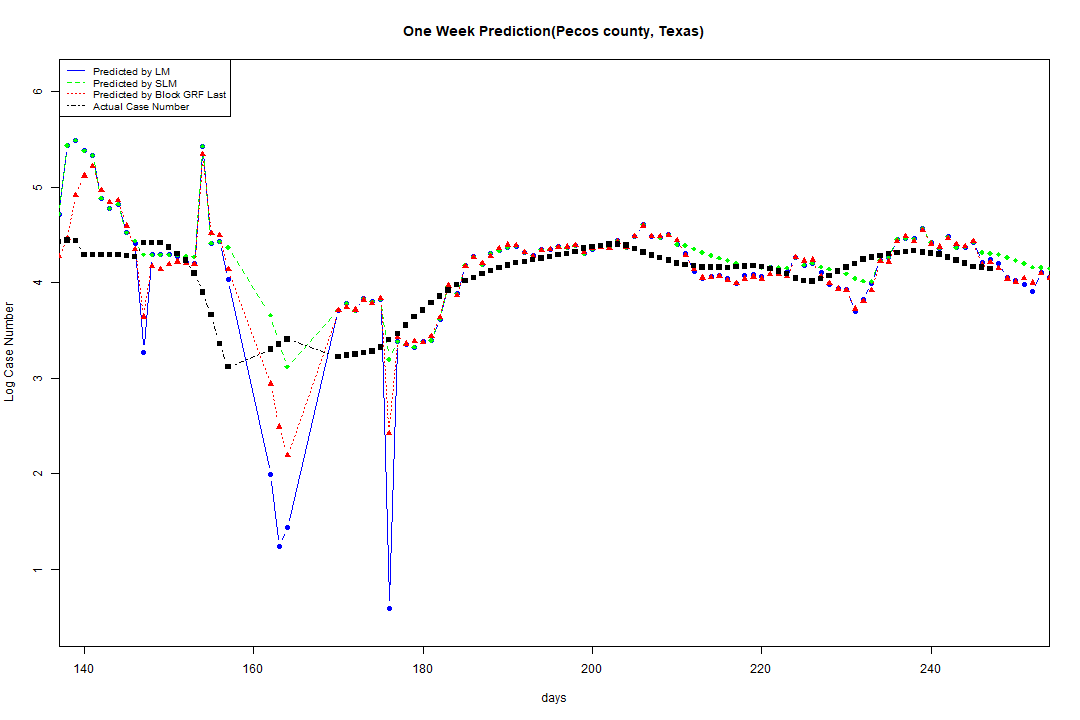 One Week Prediction(Pecos county, Texas)
Predicted by LM
Predicted by SLM
Predicted by Block GRF Last
Actual Case Number
6
5
4
3
2
1
Log Case Number
140 160 180 200 220 240
days